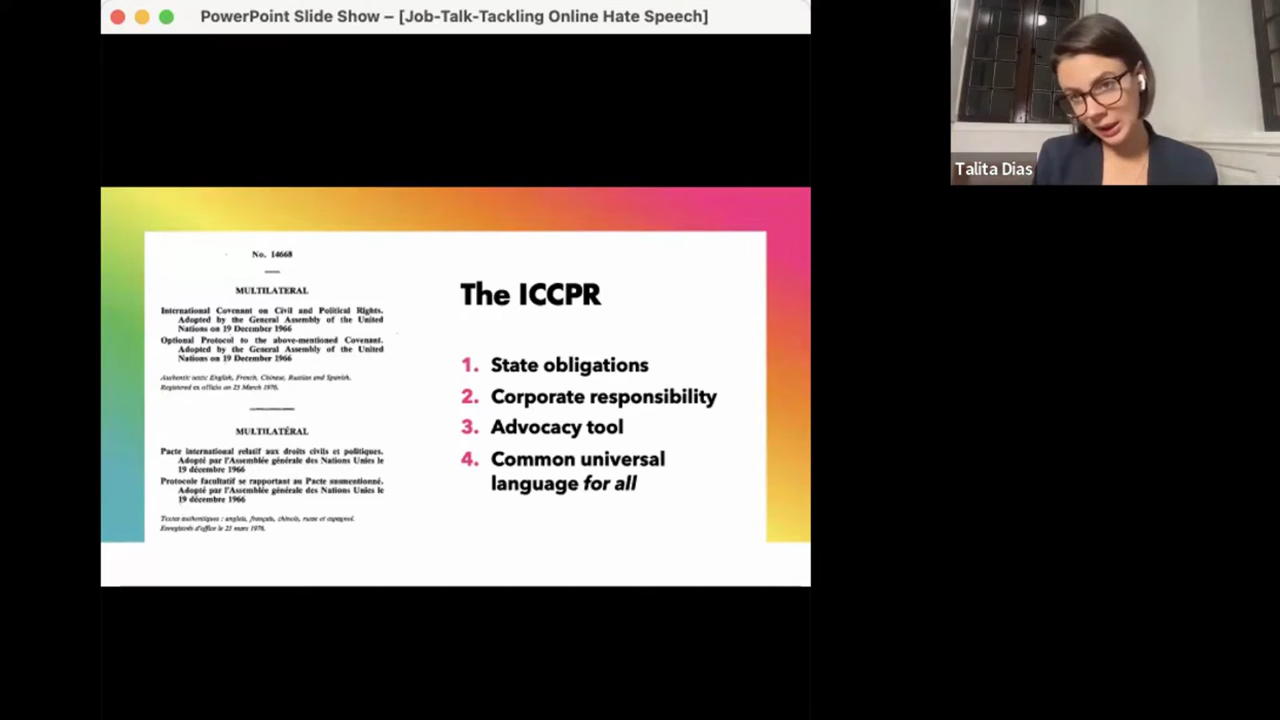 PowerPoint Slide Show – [Job-Talk-Tackling Online Hate Speech]
Talita Dias
No. 14668
MULTILATERAL
International Covenant on Civil and Political Rights.
Adopted by the General Assembly of the United
Nations on 19 December 1966
Optional Protocol to the above-mentioned Covenant.
Adopted by the General Assembly of the United
Nations on 19 December 1966
Authentic texts: English, French, Chinese, Russian and Spanish.
Registered ex officio on 23 March 1976.
MULTILATÉRAL
Pacte international relatif aux droits civils et politiques.
Adopté par l'Assemblée générale des Nations Unies le
19 décembre 1966
Protocole facultatif se rapportant au Pacte susmentionné.
Adopté par l'Assemblée générale des Nations Unies le
19 décembre 1966
Textes authentiques : anglais, français, chinois, russe et espagnol.
Enregistrés d'office le 23 mars 1976.
The ICCPR
1. State obligations
2. Corporate responsibility
3. Advocacy tool
4. Common universal
language for all